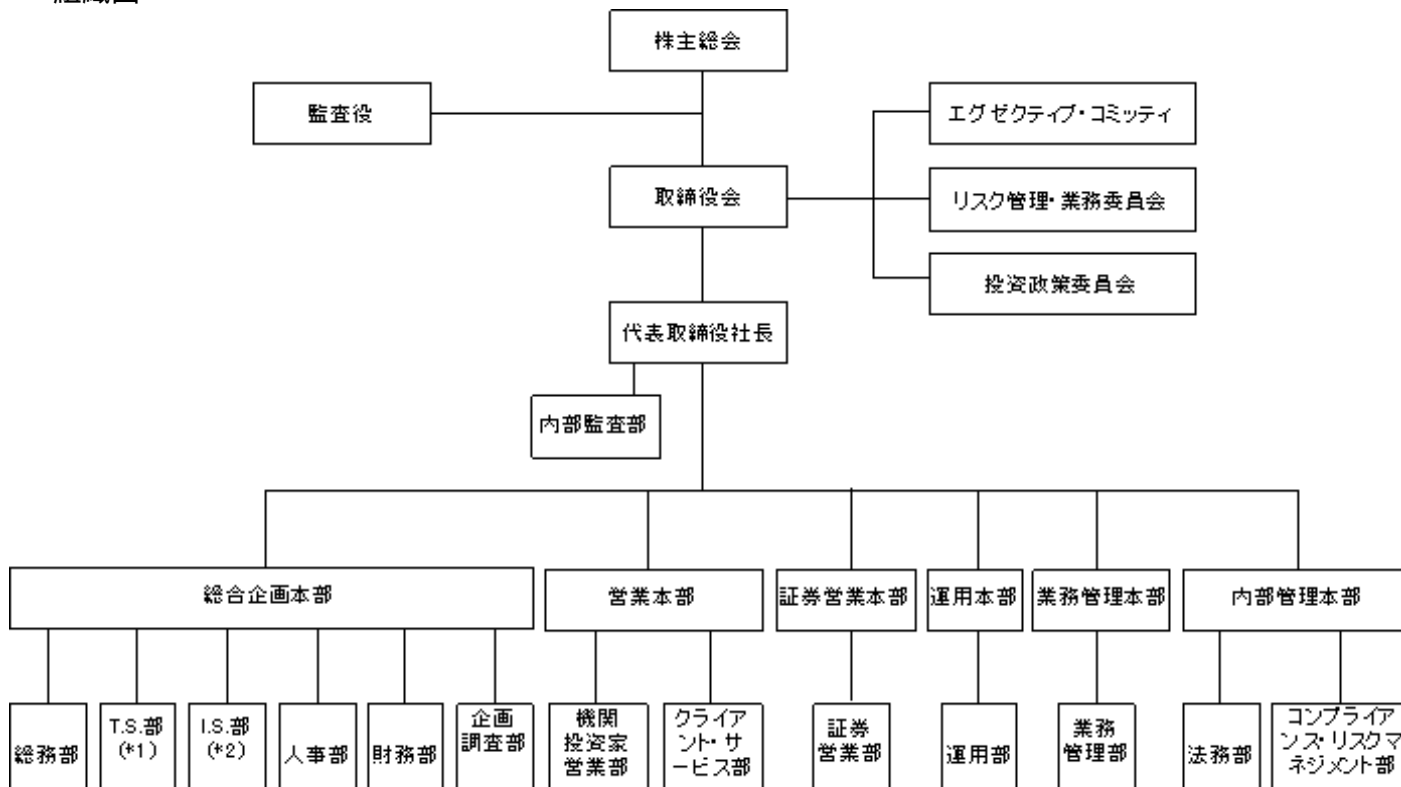 組織図
株主総会
監査役
エグゼクティブ・コミッティ
取締役会
リスク管理・業務委員会
投資政策委員会
代表取締役社長
内部監査部
総合企画本部
営業本部
証券営業本部
運用本部
業務管理本部
内部管理本部
総務部
T.S.部
(*1)
I.S.部
(*2)
人事部
財務部
企画
調査部
機関
投資家
営業部
クライア
ント・サ
ービス部
証券
営業部
運用部
業務
管理部
法務部
コンプライア
ンス・リスクマ
ネジメント部